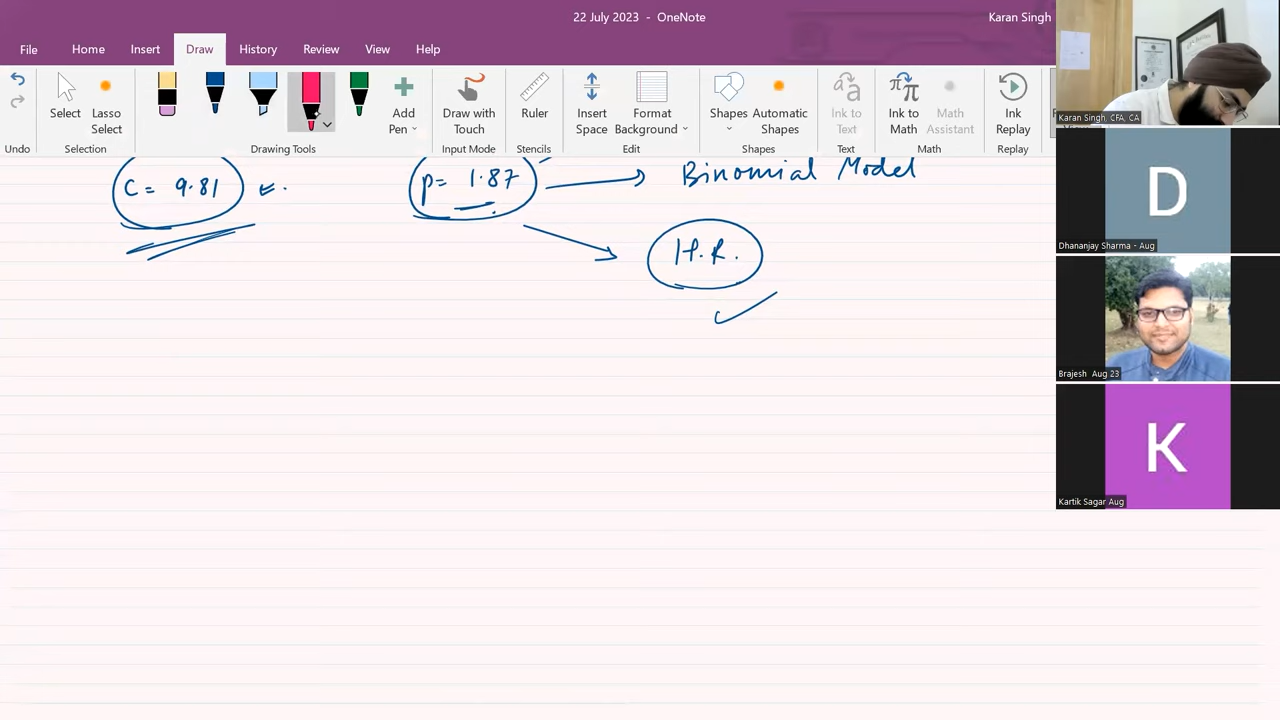 22 July 2023 - OneNote
Karan Singh
File Home Insert Draw History Review View Help
Select
Lasso Select
Add Pen
Draw with Touch
Ruler
Insert Space
Format Background
Shapes
Automatic Shapes
Ink to Text
Ink to Math
Math Assistant
Ink Replay
Undo Selection Drawing Tools Input Mode Stencils Edit Shapes Text Math Replay
C = 9.81
p = 1.87
Binomial Model
H.R.
Karan Singh, CFA, CA
D
Dhananjay Sharma - Aug
Brajesh Aug 23
K
Kartik Sagar Aug